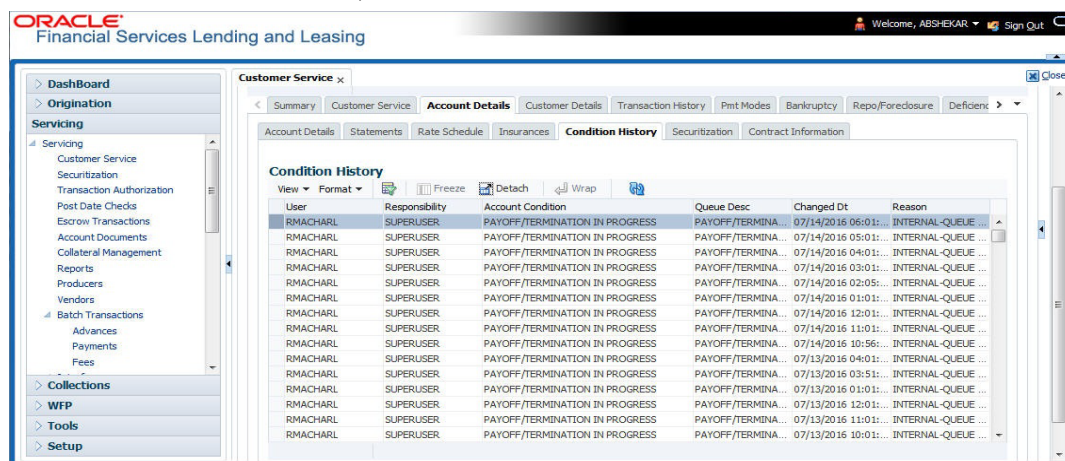 ORACLE
Financial Services Lending and Leasing
Welcome, ABSHEKAR Sign Out
Customer Service x Close
DashBoard
Origination
Servicing
Servicing
Customer Service
Securitization
Transaction Authorization
Post Date Checks
Escrow Transactions
Account Documents
Collateral Management
Reports
Producers
Vendors
Batch Transactions
Advances
Payments
Fees
Collections
WFP
Tools
Setup
Summary Customer Service Account Details Customer Details Transaction History Pmt Modes Bankruptcy Repo/Foreclosure Deficienc
Account Details Statements Rate Schedule Insurances Condition History Securitization Contract Information
Condition History
View Format Freeze Detach Wrap
User Responsibility Account Condition Queue Desc Changed Dt Reason
RMACHARL SUPERUSER PAYOFF/TERMINATION IN PROGRESS PAYOFF/TERMINA... 07/14/2016 06:01:... INTERNAL-QUEUE ...
RMACHARL SUPERUSER PAYOFF/TERMINATION IN PROGRESS PAYOFF/TERMINA... 07/14/2016 05:01:... INTERNAL-QUEUE ...
RMACHARL SUPERUSER PAYOFF/TERMINATION IN PROGRESS PAYOFF/TERMINA... 07/14/2016 04:01:... INTERNAL-QUEUE ...
RMACHARL SUPERUSER PAYOFF/TERMINATION IN PROGRESS PAYOFF/TERMINA... 07/14/2016 03:01:... INTERNAL-QUEUE ...
RMACHARL SUPERUSER PAYOFF/TERMINATION IN PROGRESS PAYOFF/TERMINA... 07/14/2016 02:05:... INTERNAL-QUEUE ...
RMACHARL SUPERUSER PAYOFF/TERMINATION IN PROGRESS PAYOFF/TERMINA... 07/14/2016 01:01:... INTERNAL-QUEUE ...
RMACHARL SUPERUSER PAYOFF/TERMINATION IN PROGRESS PAYOFF/TERMINA... 07/14/2016 12:01:... INTERNAL-QUEUE ...
RMACHARL SUPERUSER PAYOFF/TERMINATION IN PROGRESS PAYOFF/TERMINA... 07/14/2016 11:01:... INTERNAL-QUEUE ...
RMACHARL SUPERUSER PAYOFF/TERMINATION IN PROGRESS PAYOFF/TERMINA... 07/14/2016 10:56:... INTERNAL-QUEUE ...
RMACHARL SUPERUSER PAYOFF/TERMINATION IN PROGRESS PAYOFF/TERMINA... 07/13/2016 04:01:... INTERNAL-QUEUE ...
RMACHARL SUPERUSER PAYOFF/TERMINATION IN PROGRESS PAYOFF/TERMINA... 07/13/2016 03:51:... INTERNAL-QUEUE ...
RMACHARL SUPERUSER PAYOFF/TERMINATION IN PROGRESS PAYOFF/TERMINA... 07/13/2016 01:01:... INTERNAL-QUEUE ...
RMACHARL SUPERUSER PAYOFF/TERMINATION IN PROGRESS PAYOFF/TERMINA... 07/13/2016 12:01:... INTERNAL-QUEUE ...
RMACHARL SUPERUSER PAYOFF/TERMINATION IN PROGRESS PAYOFF/TERMINA... 07/13/2016 11:01:... INTERNAL-QUEUE ...
RMACHARL SUPERUSER PAYOFF/TERMINATION IN PROGRESS PAYOFF/TERMINA... 07/13/2016 10:01:... INTERNAL-QUEUE ...